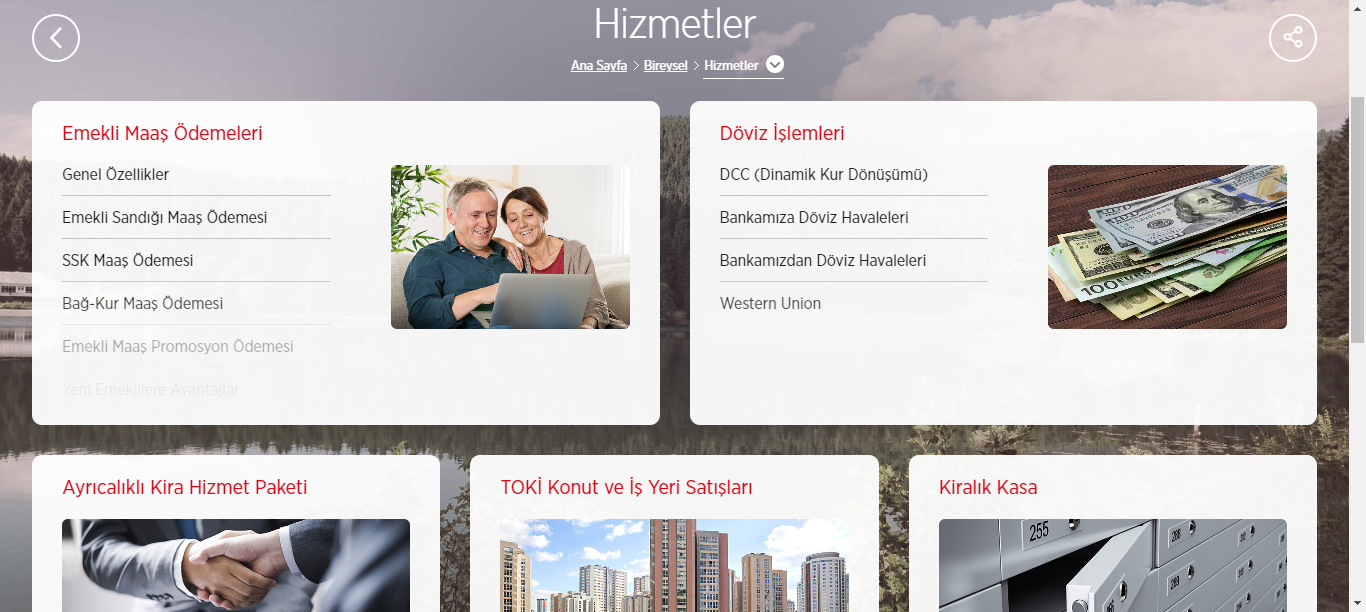 Hizmetler
Ana Sayfa > Bireysel > Hizmetler
Emekli Maaş Ödemeleri
Genel Özellikler
Emekli Sandığı Maaş Ödemesi
SSK Maaş Ödemesi
Bağ-Kur Maaş Ödemesi
Emekli Maaş Promosyon Ödemesi
Yeni Emekillere Avantajlar
Döviz İşlemleri
DCC (Dinamik Kur Dönüşümü)
Bankamıza Döviz Havaleleri
Bankamızdan Döviz Havaleleri
Western Union
100
Ayrıcalıklı Kira Hizmet Paketi
TOKİ Konut ve İş Yeri Satışları
Kiralık Kasa
255